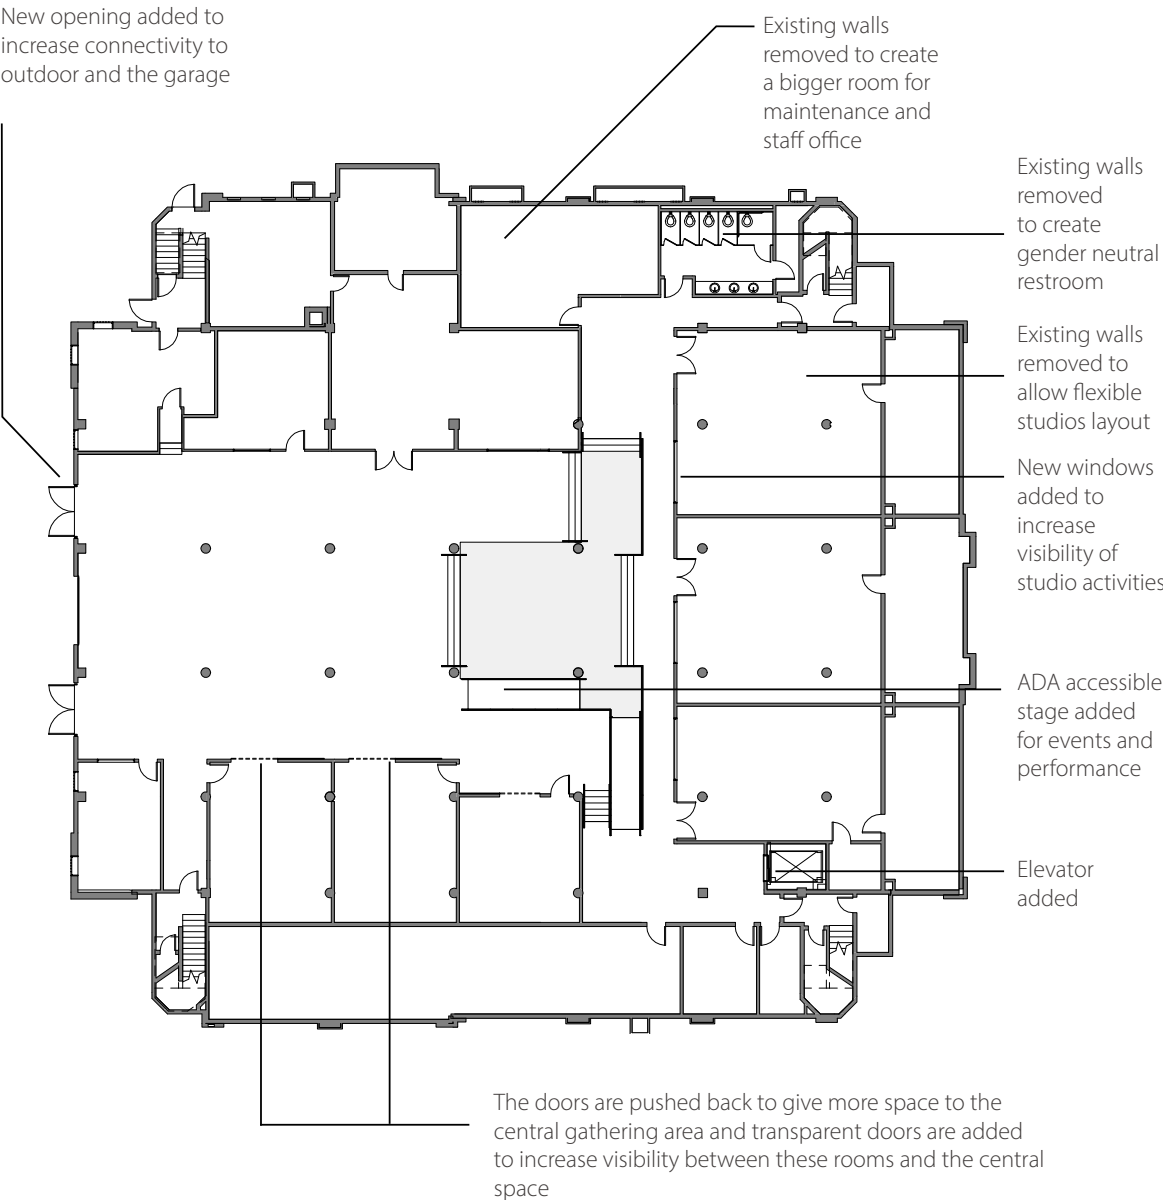 New opening added to
increase connectivity to
outdoor and the garage
Existing walls
removed to create
a bigger room for
maintenance and
staff office
Existing walls
removed
to create
gender neutral
restroom
Existing walls
removed to
allow flexible
studios layout
New windows
added to
increase
visibility of
studio activities
ADA accessible
stage added
for events and
performance
Elevator
added
The doors are pushed back to give more space to the
central gathering area and transparent doors are added
to increase visibility between these rooms and the central
space